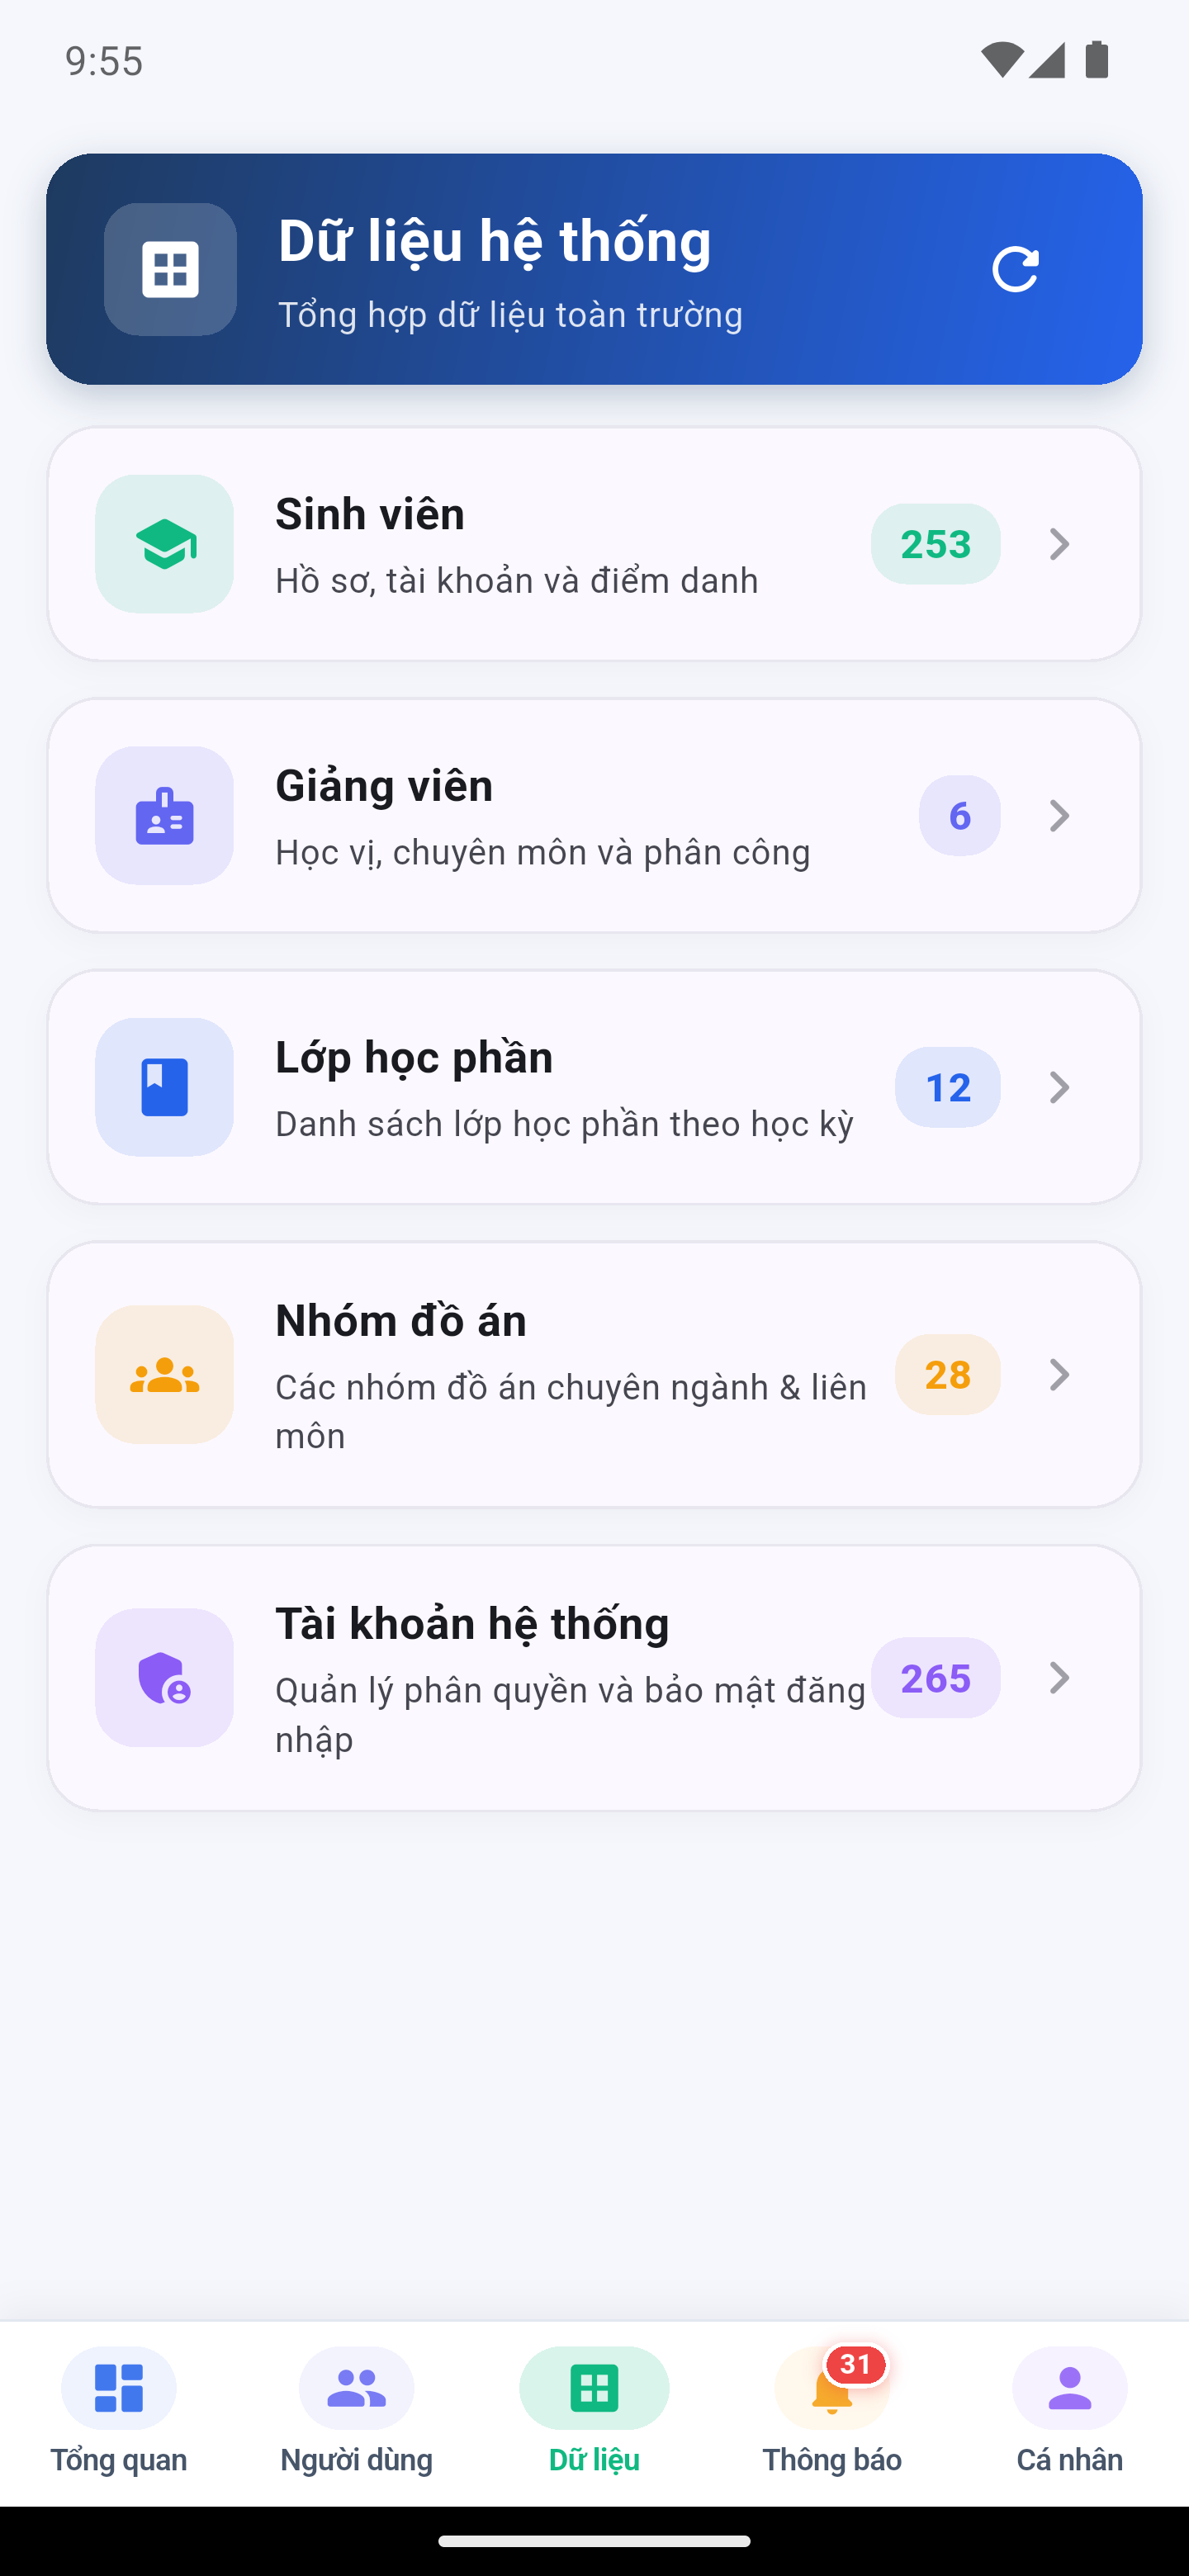 9:55
Dữ liệu hệ thống
Tổng hợp dữ liệu toàn trường
Sinh viên
Hồ sơ, tài khoản và điểm danh
253
Giảng viên
Học vị, chuyên môn và phân công
6
Lớp học phần
Danh sách lớp học phần theo học kỳ
12
Nhóm đồ án
Các nhóm đồ án chuyên ngành & liên
môn
28
Tài khoản hệ thống
Quản lý phân quyền và bảo mật đăng
nhập
265
31
Tổng quan
Người dùng
Dữ liệu
Thông báo
Cá nhân